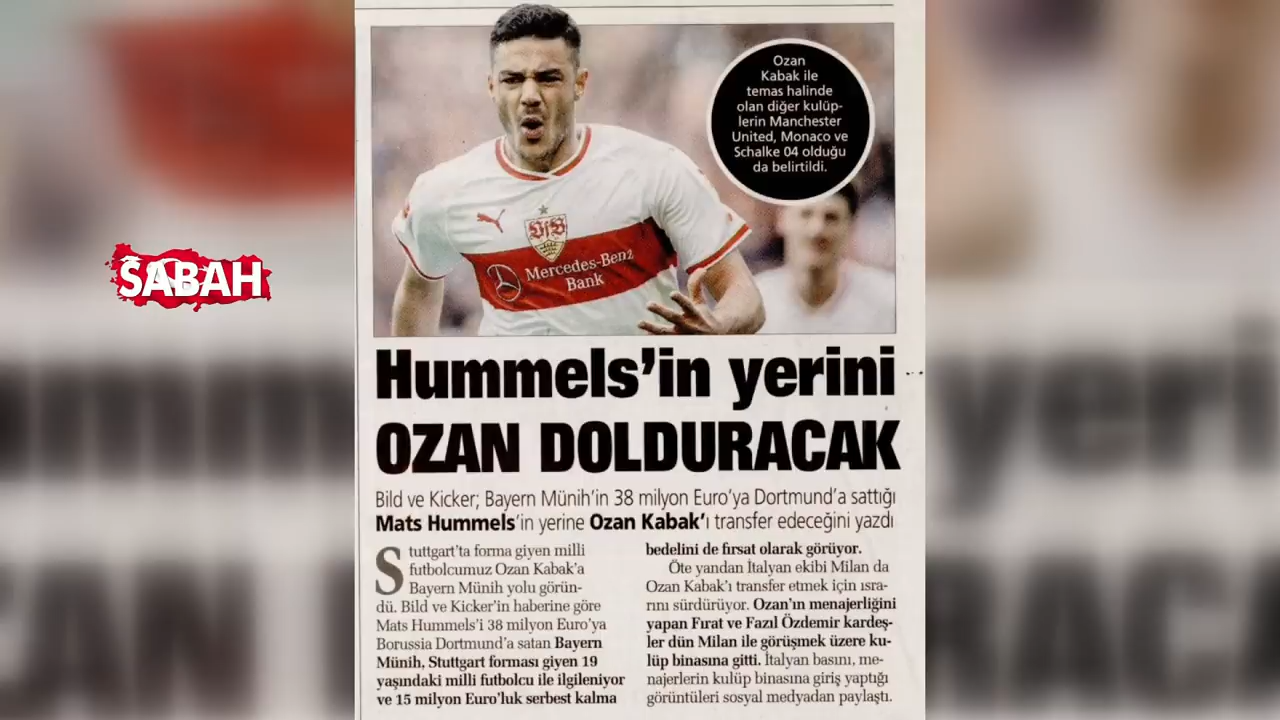 Ozan
Kabak ile
temas halinde
olan diğer kulüp-
lerin Manchester
United, Monaco ve
Schalke 04 olduğu
da belirtildi.
VfB
Mercedes-Benz
Bank
SABAH
Hummels'in yerini
OZAN DOLDURACAK
Bild ve Kicker; Bayern Münih'in 38 milyon Euro'ya Dortmund'a sattığı
Mats Hummels'in yerine Ozan Kabak'ı transfer edeceğini yazdı
Stuttgart'ta forma giyen milli
futbolcumuz Ozan Kabak'a
Bayern Münih yolu görün-
dü. Bild ve Kicker'in haberine göre
Mats Hummels'i 38 milyon Euro'ya
Borussia Dortmund'a satan Bayern
Münih, Stuttgart forması giyen 19
yaşındaki milli futbolcu ile ilgileniyor
ve 15 milyon Euro'luk serbest kalma
bedelini de fırsat olarak görüyor.
Öte yandan İtalyan ekibi Milan da
Ozan Kabak'ı transfer etmek için ısra-
rını sürdürüyor. Ozan'ın menajerliğini
yapan Fırat ve Fazıl Özdemir kardeş-
ler dün Milan ile görüşmek üzere ku-
lüp binasına gitti. İtalyan basını, me-
najerlerin kulüp binasına giriş yaptığı
görüntüleri sosyal medyadan paylaştı.